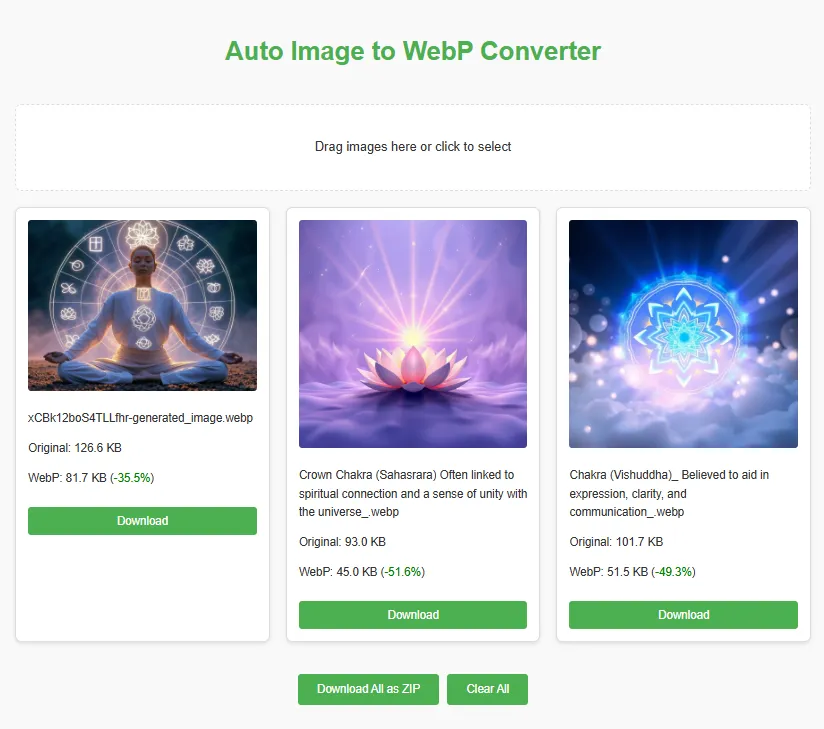 Auto Image to WebP Converter
Drag images here or click to select
xCBk12boS4TLLfhr-generated_image.webp
Original: 126.6 KB
WebP: 81.7 KB (-35.5%)
Download
Crown Chakra (Sahasrara) Often linked to
spiritual connection and a sense of unity with
the universe_.webp
Original: 93.0 KB
WebP: 45.0 KB (-51.6%)
Download
Chakra (Vishuddha)_ Believed to aid in
expression, clarity, and
communication_.webp
Original: 101.7 KB
WebP: 51.5 KB (-49.3%)
Download
Download All as ZIP
Clear All